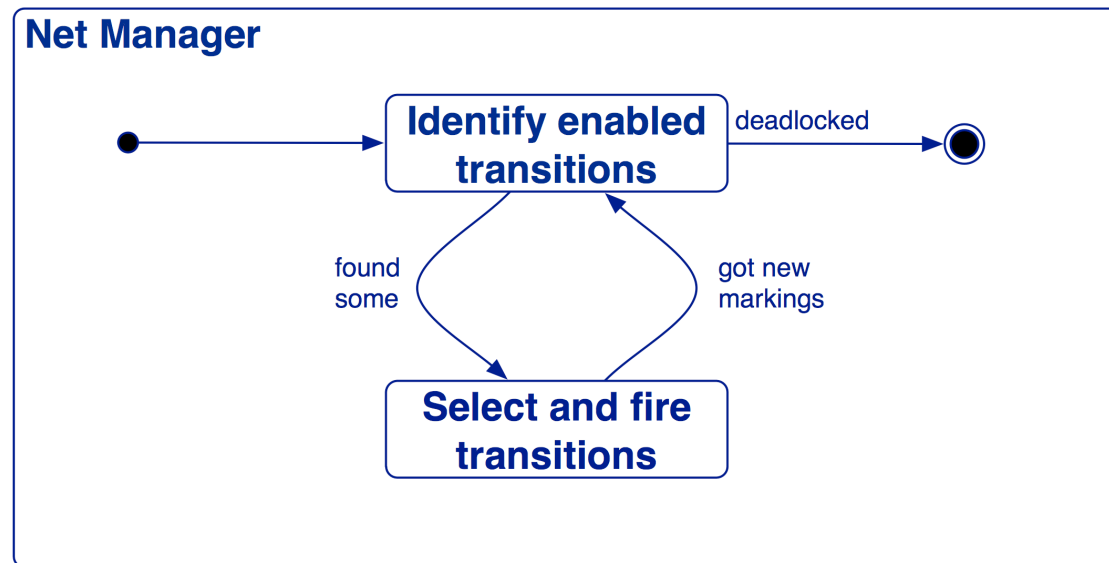 Net Manager
Identify enabled
transitions
deadlocked
found
some
got new
markings
Select and fire
transitions